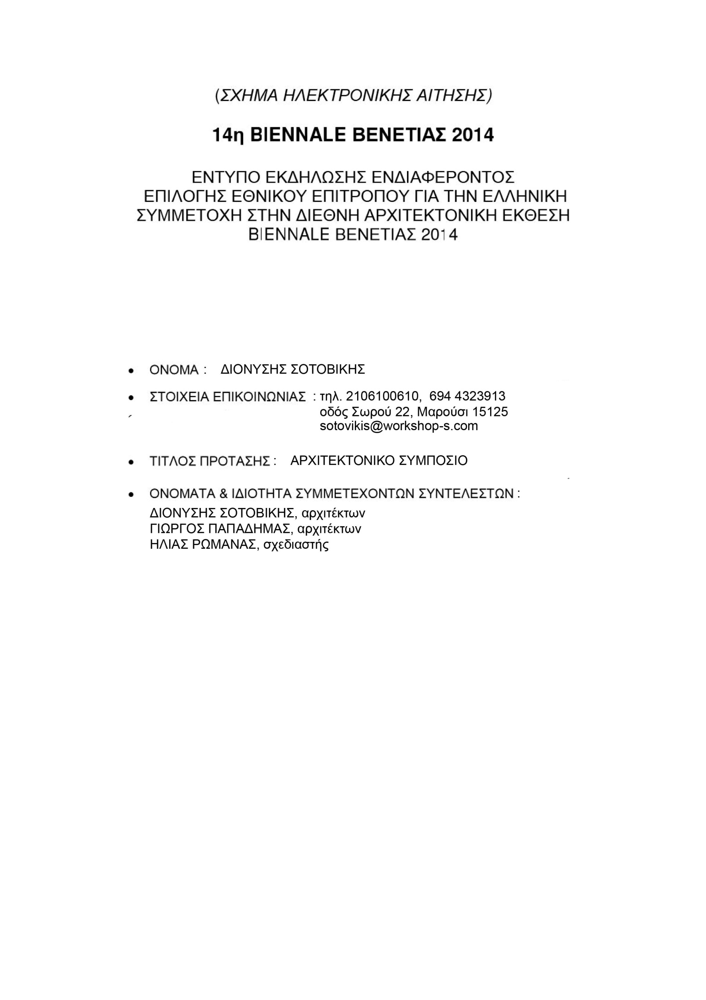 (ΣΧΗΜΑ ΗΛΕΚΤΡΟΝΙΚΗΣ ΑΙΤΗΣΗΣ)
14η BIENNALE ΒΕΝΕΤΙΑΣ 2014
ΕΝΤΥΠΟ ΕΚΔΗΛΩΣΗΣ ΕΝΔΙΑΦΕΡΟΝΤΟΣ
ΕΠΙΛΟΓΗΣ ΕΘΝΙΚΟΥ ΕΠΙΤΡΟΠΟΥ ΓΙΑ ΤΗΝ ΕΛΛΗΝΙΚΗ
ΣΥΜΜΕΤΟΧΗ ΣΤΗΝ ΔΙΕΘΝΗ ΑΡΧΙΤΕΚΤΟΝΙΚΗ ΕΚΘΕΣΗ
BIENNALE ΒΕΝΕΤΙΑΣ 2014
• ΟΝΟΜΑ : ΔΙΟΝΥΣΗΣ ΣΟΤΟΒΙΚΗΣ
• ΣΤΟΙΧΕΙΑ ΕΠΙΚΟΙΝΩΝΙΑΣ : τηλ. 2106100610, 694 4323913
οδός Σωρού 22, Μαρούσι 15125
sotovikis@workshop-s.com
• ΤΙΤΛΟΣ ΠΡΟΤΑΣΗΣ : ΑΡΧΙΤΕΚΤΟΝΙΚΟ ΣΥΜΠΟΣΙΟ
• ΟΝΟΜΑΤΑ & ΙΔΙΟΤΗΤΑ ΣΥΜΜΕΤΕΧΟΝΤΩΝ ΣΥΝΤΕΛΕΣΤΩΝ :
ΔΙΟΝΥΣΗΣ ΣΟΤΟΒΙΚΗΣ, αρχιτέκτων
ΓΙΩΡΓΟΣ ΠΑΠΑΔΗΜΑΣ, αρχιτέκτων
ΗΛΙΑΣ ΡΩΜΑΝΑΣ, σχεδιαστής